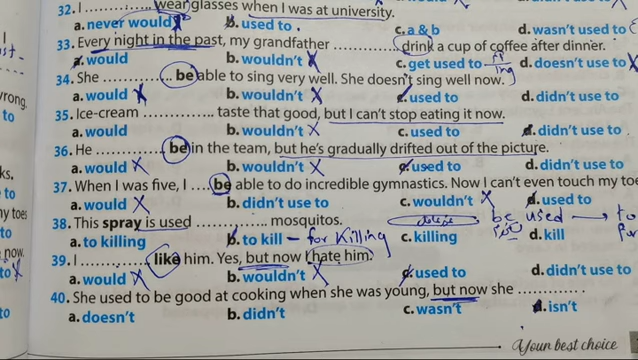 32. I .............. wear glasses when I was at university.
a. never would b. used to . c. a & b d. wasn't used to
33. Every night in the past, my grandfather .............. drink a cup of coffee after dinner.
a. would b. wouldn't X c. get used to d. doesn't use to X
34. She .............. be able to sing very well. She doesn't sing well now.
a. would X b. wouldn't X c. used to d. didn't use to
35. Ice-cream .............. taste that good, but I can't stop eating it now.
a. would b. wouldn't X c. used to d. didn't use to
36. He .............. be in the team, but he's gradually drifted out of the picture.
a. would X b. wouldn't X c. used to d. didn't use to
37. When I was five, I .... be able to do incredible gymnastics. Now I can't even touch my toe
a. would X b. didn't use to c. wouldn't X d. used to
38. This spray is used .............. mosquitos. be used → to
a. to killing b. to kill – for Killing c. killing d. kill
39. I .............. like him. Yes, but now I hate him.
a. would X b. wouldn't X c. used to d. didn't use to
40. She used to be good at cooking when she was young, but now she ..............
a. doesn't b. didn't c. wasn't d. isn't
Your best choice